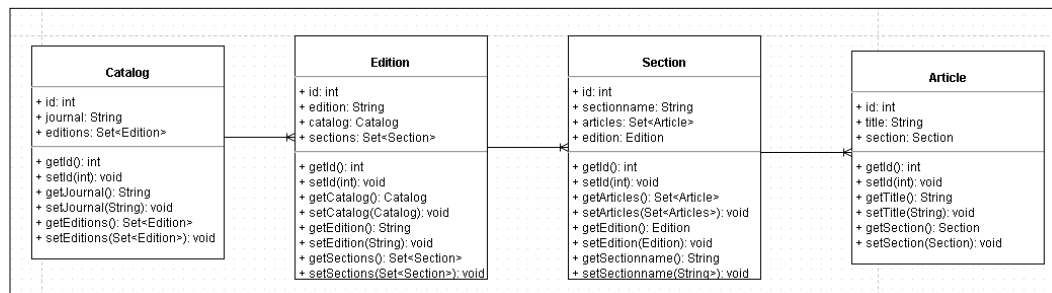 Catalog
+ id: int
+ journal: String
+ editions: Set<Edition>
+ getId(): int
+ setId(int): void
+ getJournal(): String
+ setJournal(String): void
+ getEditions(): Set<Edition>
+ setEditions(Set<Edition>): void
Edition
+ id: int
+ edition: String
+ catalog: Catalog
+ sections: Set<Section>
+ getId(): int
+ setId(int): void
+ getCatalog(): Catalog
+ setCatalog(Catalog): void
+ getEdition(): String
+ setEdition(String): void
+ getSections(): Set<Section>
+ setSections(Set<Section>): void
Section
+ id: int
+ sectionname: String
+ articles: Set<Article>
+ edition: Edition
+ getId(): int
+ setId(int): void
+ getArticles(): Set<Article>
+ setArticles(Set<Articles>): void
+ getEdition(): Edition
+ setEdition(Edition): void
+ getSectionname(): String
+ setSectionname(String>): void
Article
+ id: int
+ title: String
+ section: Section
+ getId(): int
+ setId(int): void
+ getTitle(): String
+ setTitle(String): void
+ getSection(): Section
+ setSection(Section): void